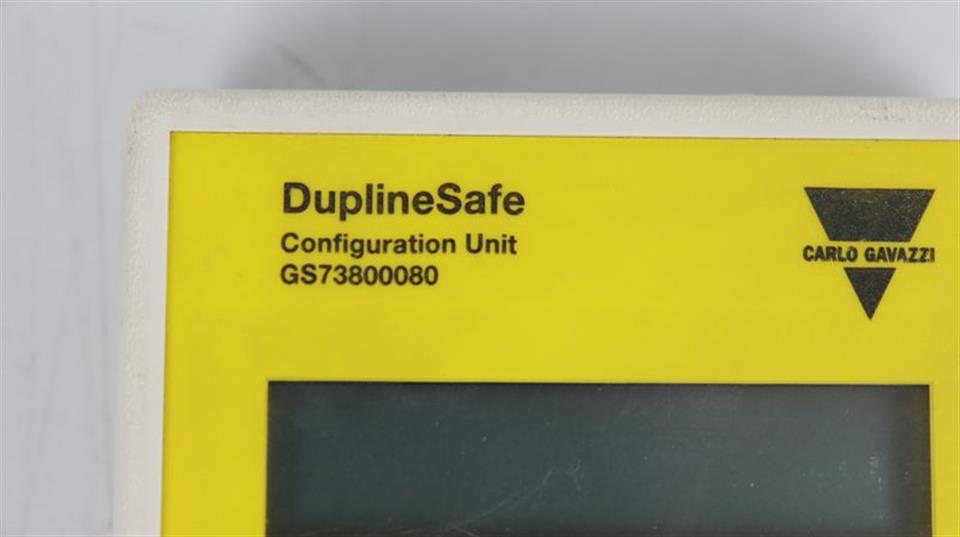 DuplineSafe
Configuration Unit
GS73800080
CARLO GAVAZZI